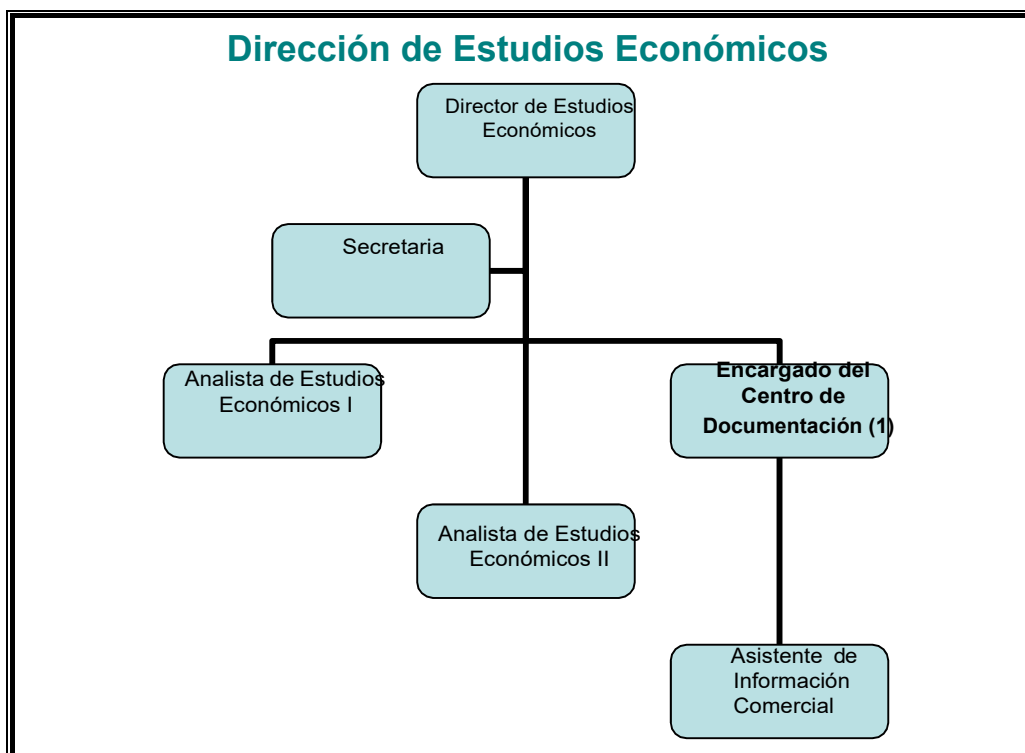 Dirección de Estudios Económicos
Director de Estudios
Económicos
Secretaria
Analista de Estudios
Económicos I
Encargado del
Centro de
Documentación (1)
Analista de Estudios
Económicos II
Asistente de
Información
Comercial